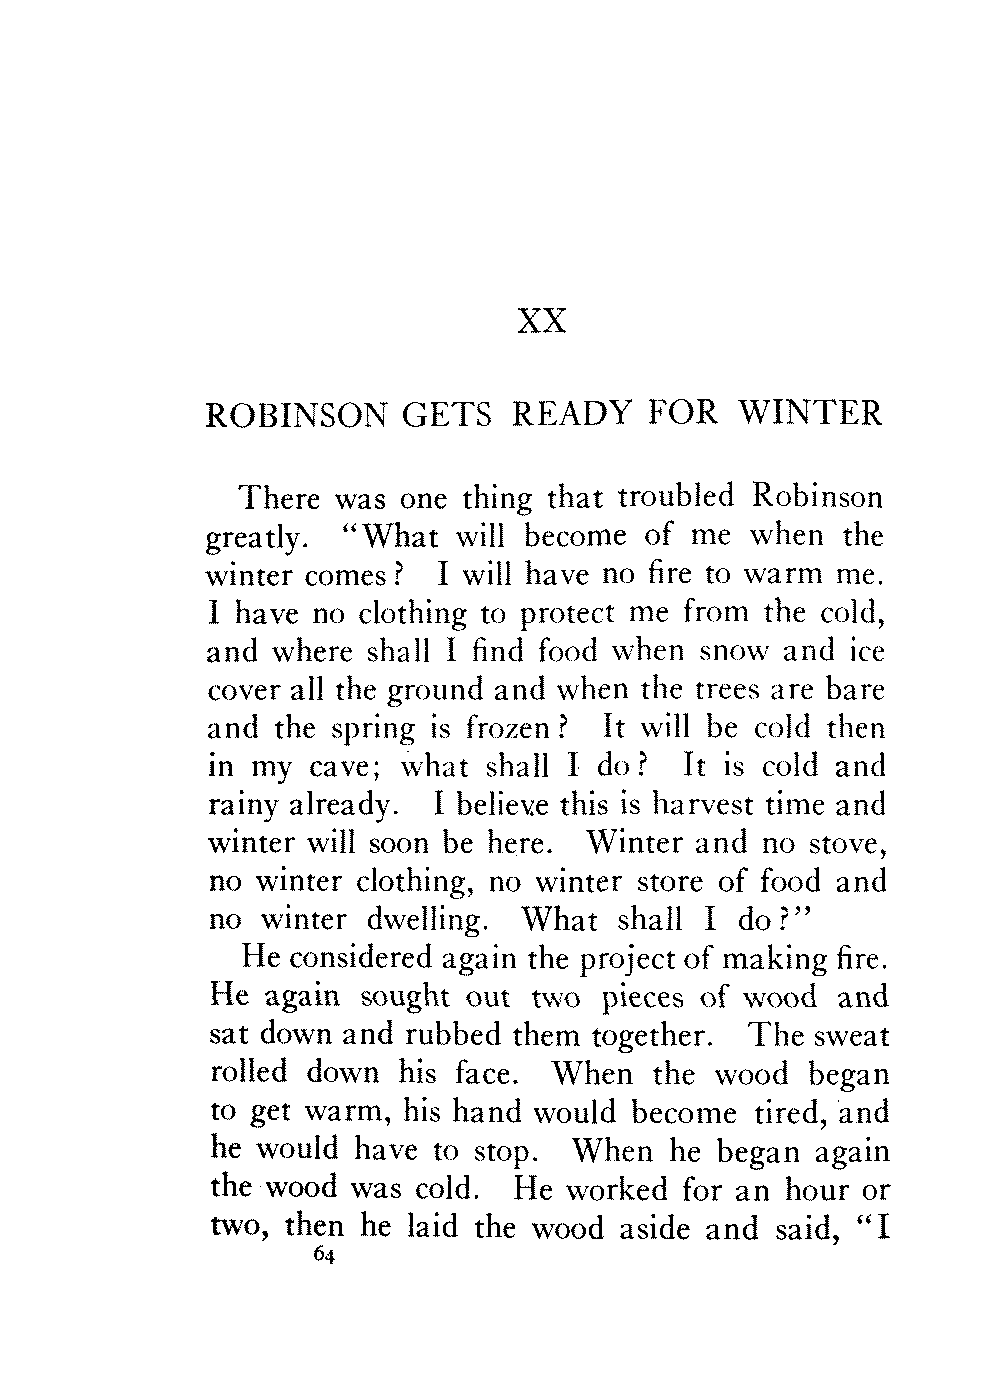 XX
ROBINSON GETS READY FOR WINTER
There was one thing that troubled Robinson
greatly. “What will become of me when the
winter comes? I will have no fire to warm me.
I have no clothing to protect me from the cold,
and where shall I find food when snow and ice
cover all the ground and when the trees are bare
and the spring is frozen? It will be cold then
in my cave; what shall I do? It is cold and
rainy already. I believe this is harvest time and
winter will soon be here. Winter and no stove,
no winter clothing, no winter store of food and
no winter dwelling. What shall I do?”
He considered again the project of making fire.
He again sought out two pieces of wood and
sat down and rubbed them together. The sweat
rolled down his face. When the wood began
to get warm, his hand would become tired, and
he would have to stop. When he began again
the wood was cold. He worked for an hour or
two, then he laid the wood aside and said, “I
64